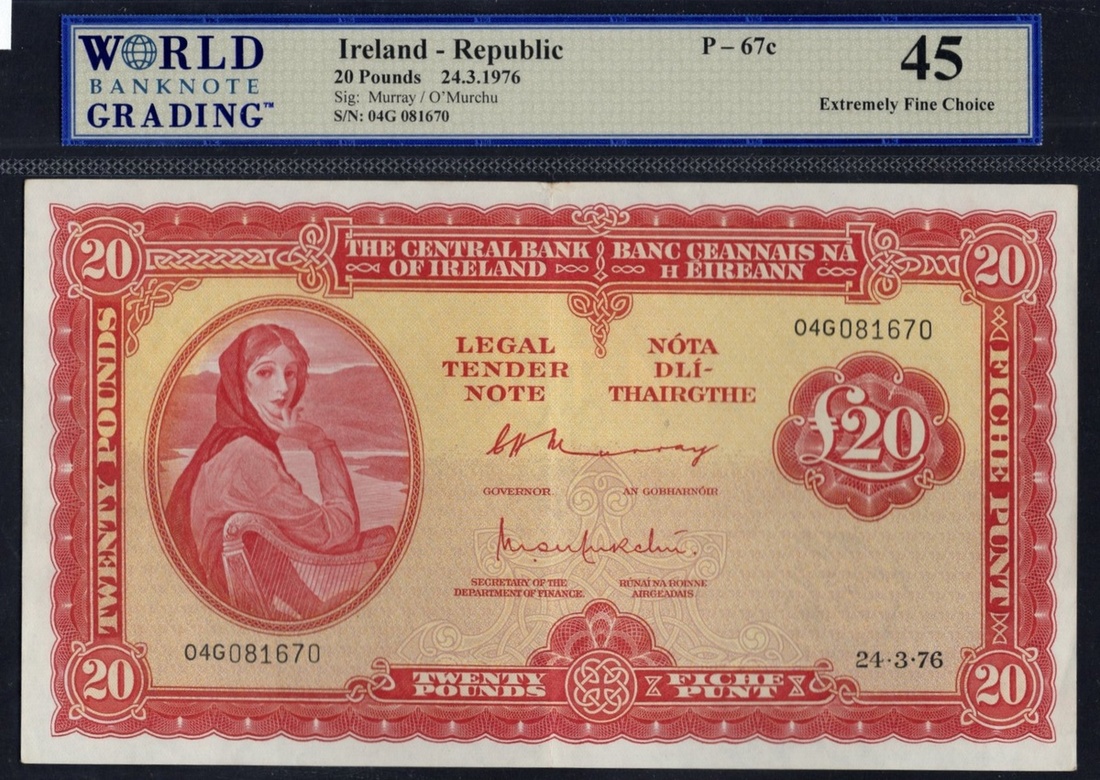 WORLD
BANKNOTE
GRADING™
Ireland - Republic
20 Pounds 24.3.1976
Sig: Murray / O'Murchu
S/N: 04G 081670
P – 67c
45
Extremely Fine Choice
20
THE CENTRAL BANK
OF IRELAND
BANC CEANNAIS NA
H ÉIREANN
20
TWENTY POUNDS
FICHE PUNT
LEGAL
TENDER
NOTE
NÓTA
DLÍ-
THAIRGTHE
04G081670
£20
C H Murray
GOVERNOR
AN GOBHARNÓIR
SECRETARY OF THE
DEPARTMENT OF FINANCE.
RÚNAÍ NA ROINNE
AIRGEADAIS
04G081670
24·3·76
20
TWENTY
POUNDS
FICHE
PUNT
20